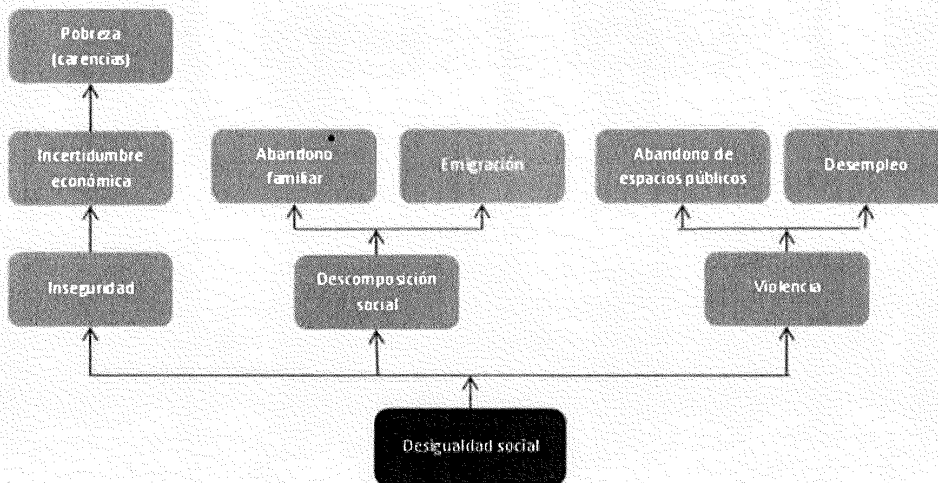 Pobreza
(carencias)
Incertidumbre
económica
Abandono
familiar
Emigración
Abandono de
espacios públicos
Desempleo
Inseguridad
Descomposición
social
Violencia
Desigualdad social